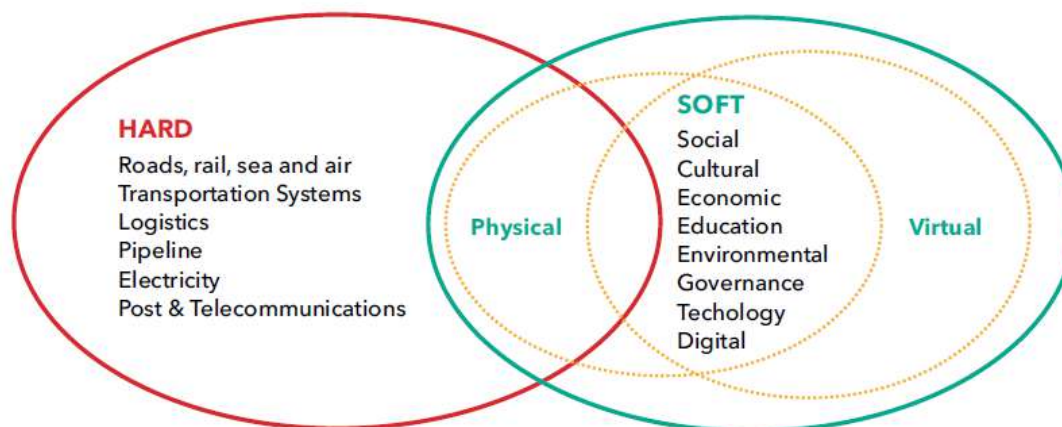 HARD
Roads, rail, sea and air
Transportation Systems
Logistics
Pipeline
Electricity
Post & Telecommunications
Physical
SOFT
Social
Cultural
Economic
Education
Environmental
Governance
Techology
Digital
Virtual